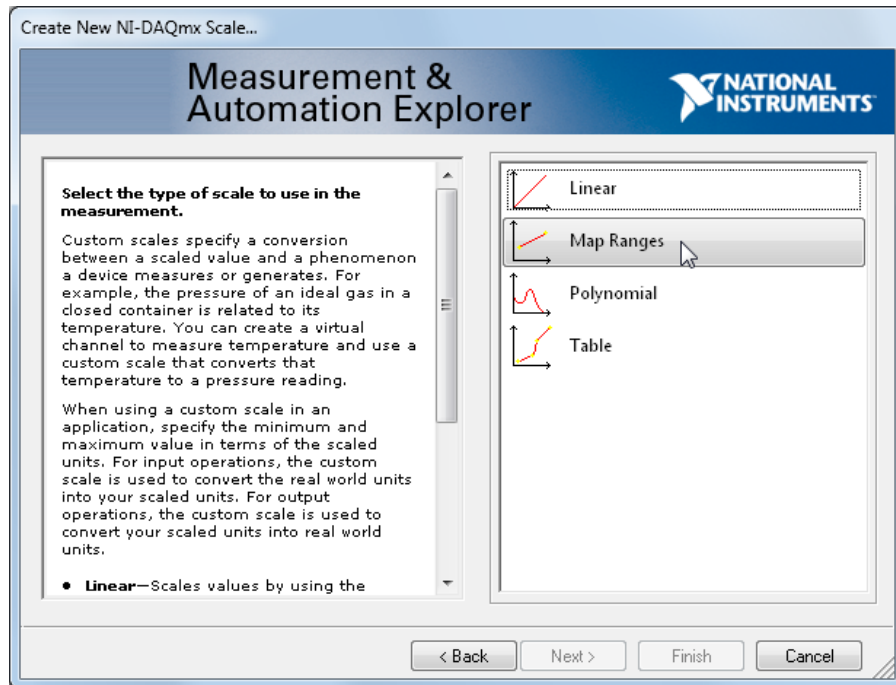 Create New NI-DAQmx Scale...
Measurement &
Automation Explorer
NATIONAL
INSTRUMENTS
Select the type of scale to use in the
measurement.
Custom scales specify a conversion
between a scaled value and a phenomenon
a device measures or generates. For
example, the pressure of an ideal gas in a
closed container is related to its
temperature. You can create a virtual
channel to measure temperature and use a
custom scale that converts that
temperature to a pressure reading.
When using a custom scale in an
application, specify the minimum and
maximum value in terms of the scaled
units. For input operations, the custom
scale is used to convert the real world units
into your scaled units. For output
operations, the custom scale is used to
convert your scaled units into real world
units.
• Linear—Scales values by using the
Linear
Map Ranges
Polynomial
Table
< Back
Next >
Finish
Cancel